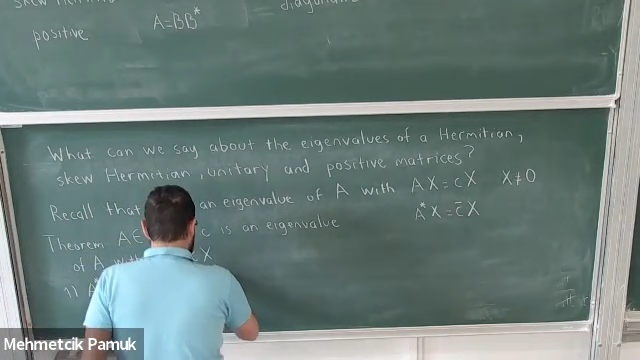 positive A=BB*
What can we say about the eigenvalues of a Hermitian,
skew Hermitian, unitary and positive matrices?
Recall that an eigenvalue of A with AX=cX X≠0
A*X=c̄X
Theorem A∈ c is an eigenvalue
of A X
1)
Mehmetcik Pamuk